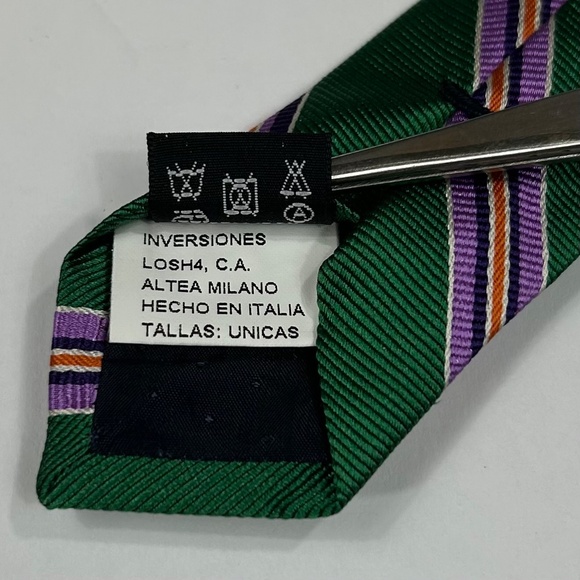 INVERSIONES
LOSH4, C.A.
ALTEA MILANO
HECHO EN ITALIA
TALLAS: UNICAS